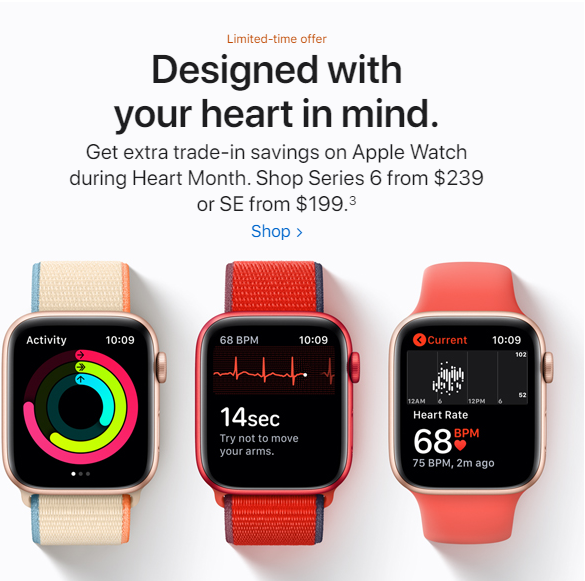 Limited-time offer
Designed with
your heart in mind.
Get extra trade-in savings on Apple Watch
during Heart Month. Shop Series 6 from $239
or SE from $199.³
Shop >
Activity 10:09
68 BPM 10:09
14sec
Try not to move
your arms.
Current 10:09
102
52
12AM 6 12PM 6
Heart Rate
68 BPM
75 BPM, 2m ago